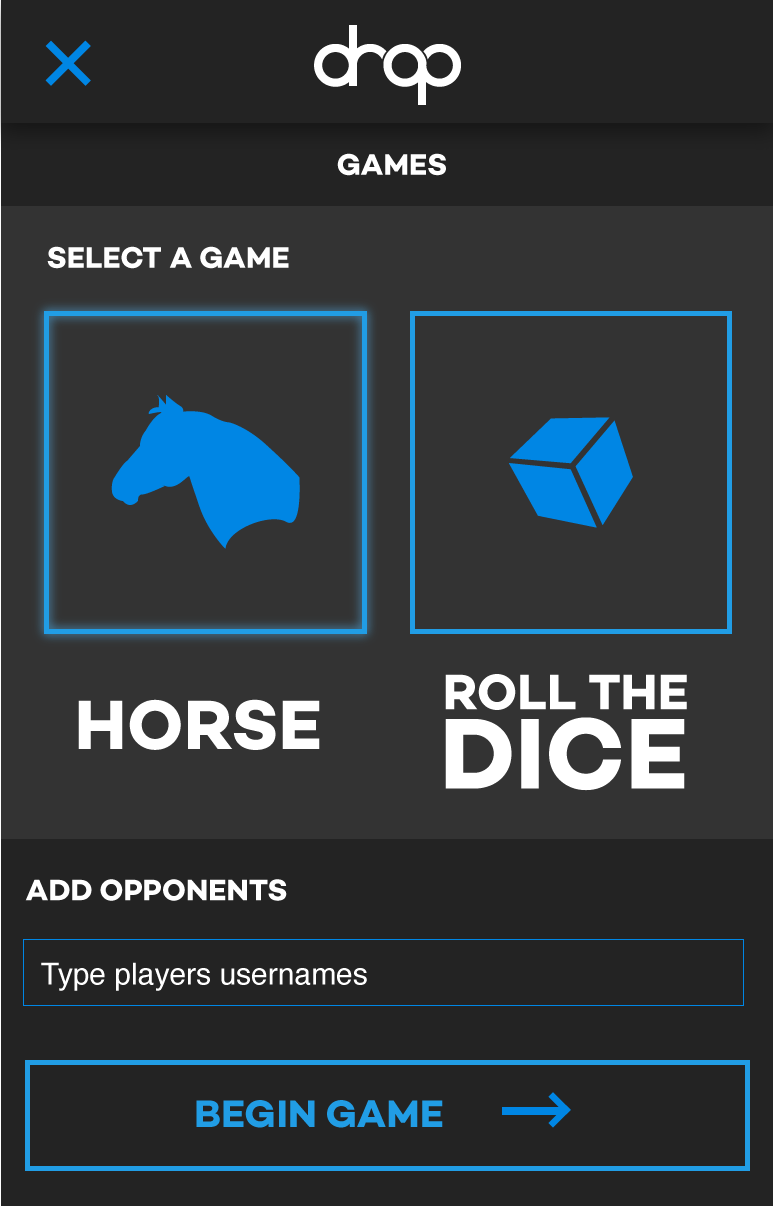 drop
GAMES
SELECT A GAME
HORSE
ROLL THE
DICE
ADD OPPONENTS
Type players usernames
BEGIN GAME